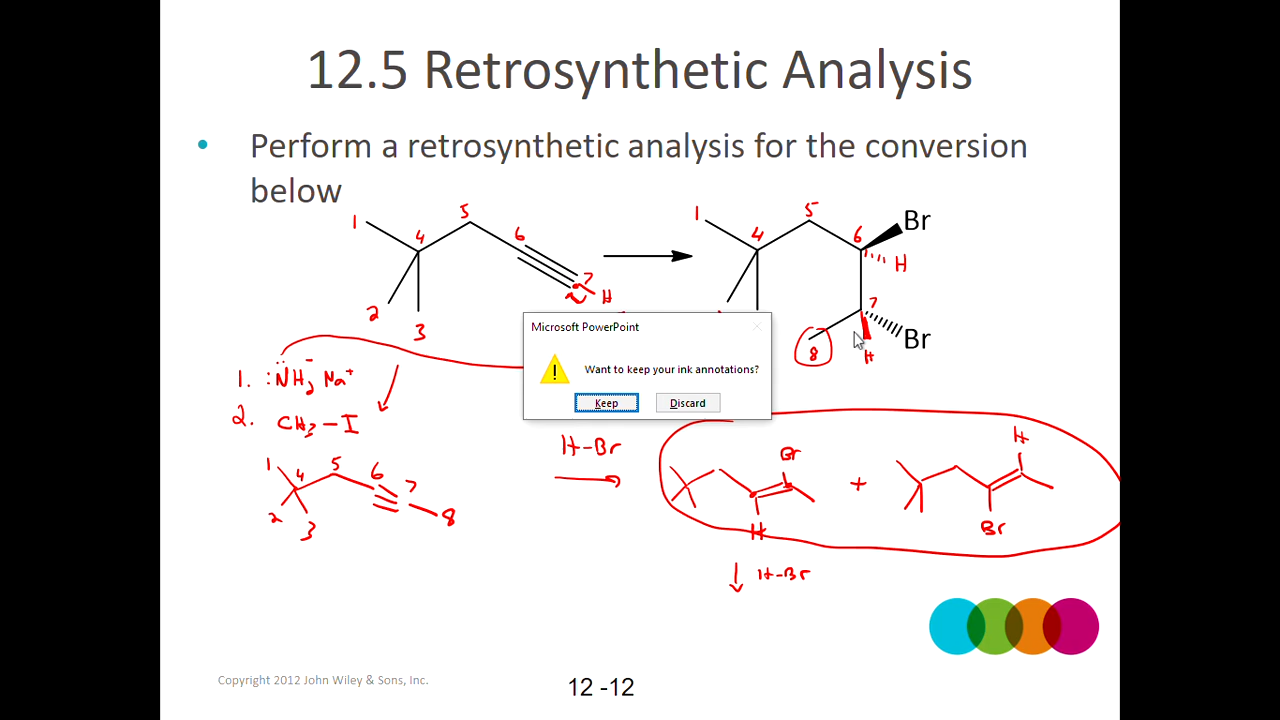 12.5 Retrosynthetic Analysis
• Perform a retrosynthetic analysis for the conversion
below
1 5 4 6 7 H 2 3
1 5 4 6 Br H 7 Br H 8
Microsoft PowerPoint
Want to keep your ink annotations?
Keep Discard
1. :NH2 Na+
2. CH3-I
1 4 5 6 7 8 2 3
H-Br
Br H + H Br
↓ H-Br
Copyright 2012 John Wiley & Sons, Inc.
12 -12